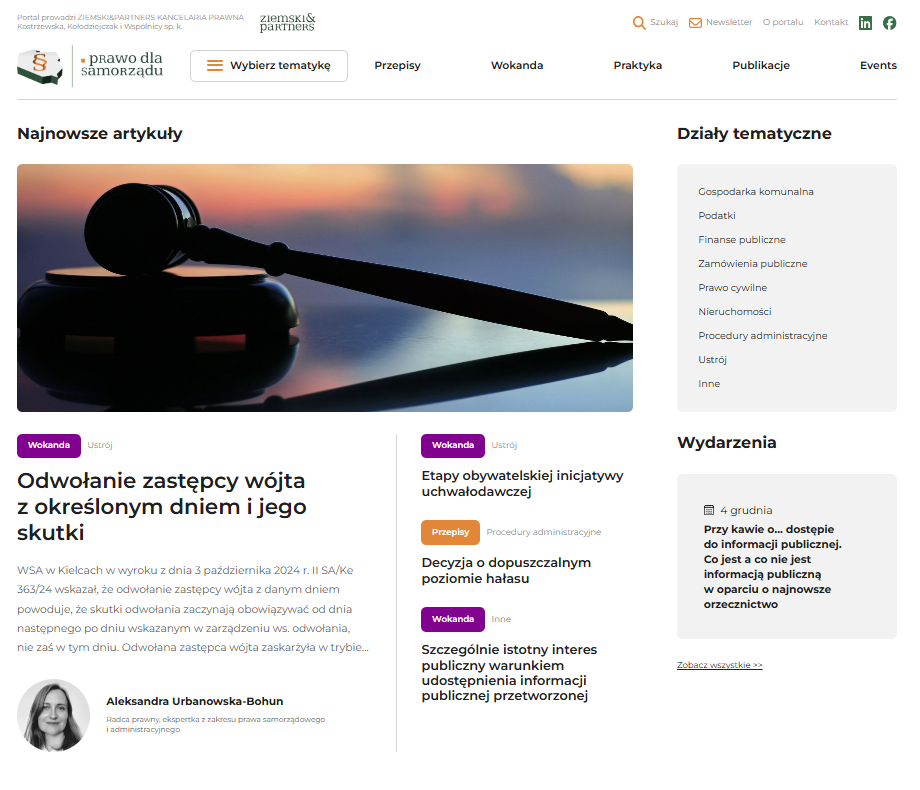 Portal prowadzi ZIEMSKI&PARTNERS KANCELARIA PRAWNA
Kostrzewska, Kołodziejczak i Wspólnicy sp. k.
ziemski&
partners
Szukaj
Newsletter
O portalu
Kontakt
§
prawo dla
samorządu
Wybierz tematykę
Przepisy
Wokanda
Praktyka
Publikacje
Events
Najnowsze artykuły
Wokanda Ustrój
Odwołanie zastępcy wójta
z określonym dniem i jego
skutki
WSA w Kielcach w wyroku z dnia 3 października 2024 r. II SA/Ke
363/24 wskazał, że odwołanie zastępcy wójta z danym dniem
powoduje, że skutki odwołania zaczynają obowiązywać od dnia
następnego po dniu wskazanym w zarządzeniu ws. odwołania,
nie zaś w tym dniu. Odwołana zastępca wójta zaskarżyła w trybie...
Aleksandra Urbanowska-Bohun
Radca prawny, ekspertka z zakresu prawa samorządowego
i administracyjnego
Wokanda Ustrój
Etapy obywatelskiej inicjatywy
uchwałodawczej
Przepisy Procedury administracyjne
Decyzja o dopuszczalnym
poziomie hałasu
Wokanda Inne
Szczególnie istotny interes
publiczny warunkiem
udostępnienia informacji
publicznej przetworzonej
Działy tematyczne
Gospodarka komunalna
Podatki
Finanse publiczne
Zamówienia publiczne
Prawo cywilne
Nieruchomości
Procedury administracyjne
Ustrój
Inne
Wydarzenia
4 grudnia
Przy kawie o... dostępie
do informacji publicznej.
Co jest a co nie jest
informacją publiczną
w oparciu o najnowsze
orzecznictwo
Zobacz wszystkie >>